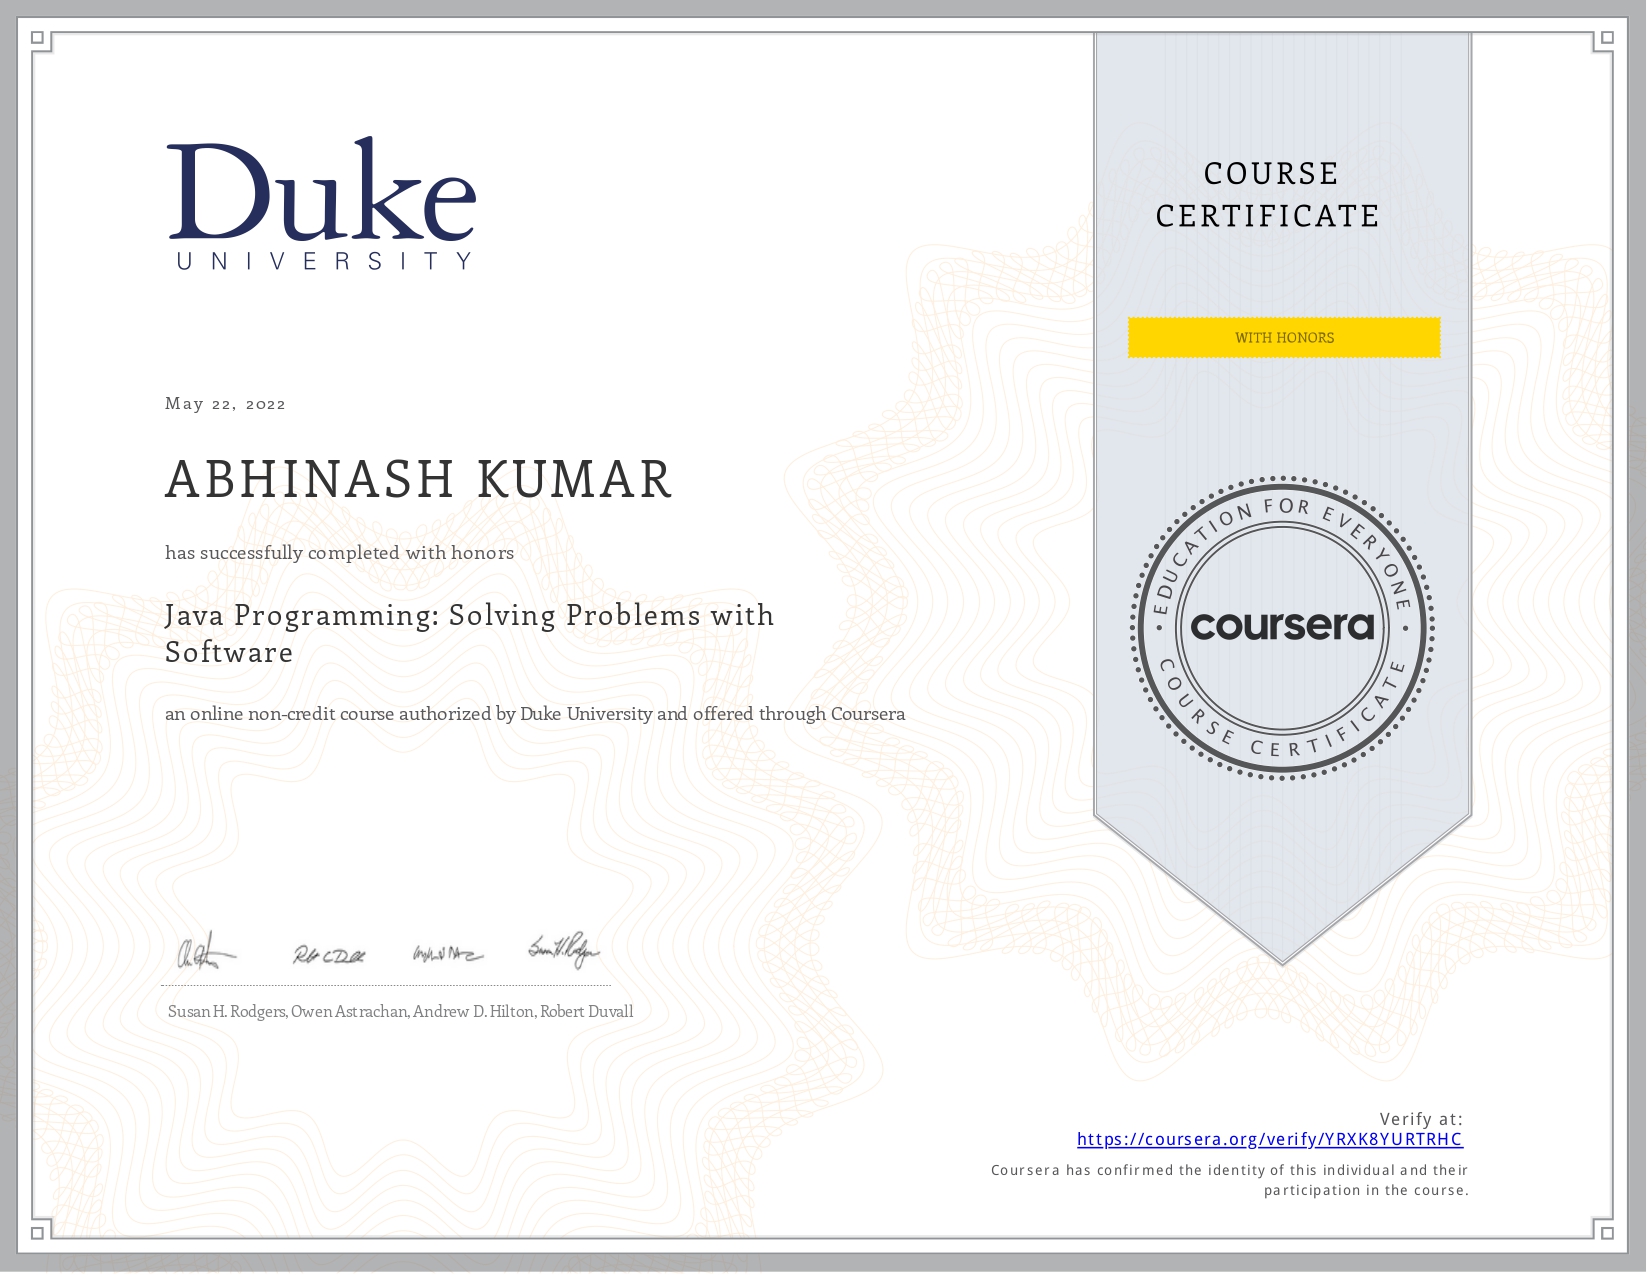 Duke
UNIVERSITY
COURSE
CERTIFICATE
WITH HONORS
May 22, 2022
ABHINASH KUMAR
has successfully completed with honors
Java Programming: Solving Problems with
Software
an online non-credit course authorized by Duke University and offered through Coursera
EDUCATION FOR EVERYONE
coursera
COURSE CERTIFICATE
Susan H. Rodgers, Owen Astrachan, Andrew D. Hilton, Robert Duvall
Verify at:
https://coursera.org/verify/YRXK8YURTRHC
Coursera has confirmed the identity of this individual and their
participation in the course.